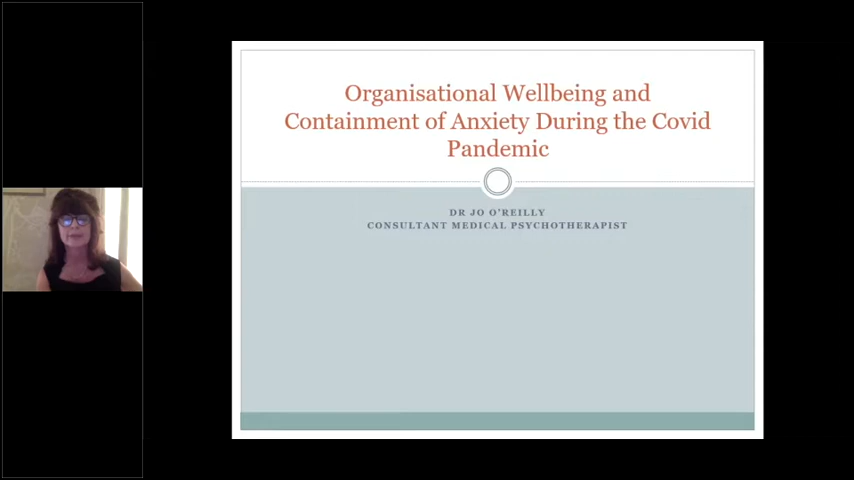 Organisational Wellbeing and
Containment of Anxiety During the Covid
Pandemic
DR JO O'REILLY
CONSULTANT MEDICAL PSYCHOTHERAPIST